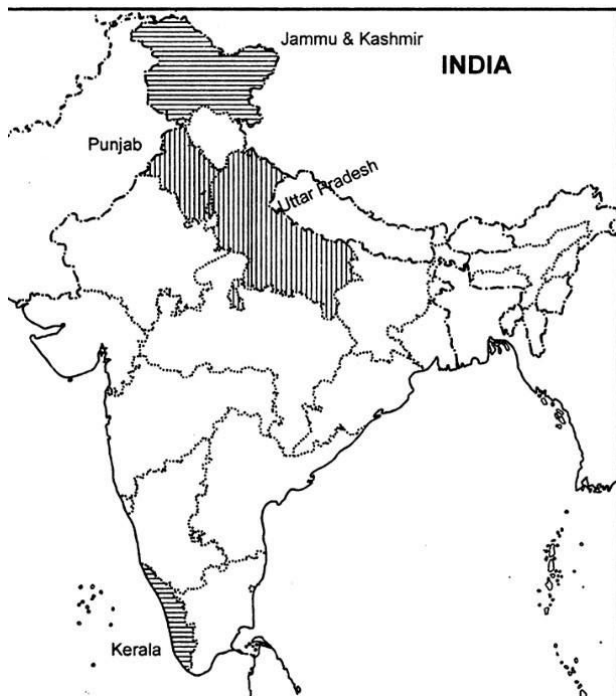 Jammu & Kashmir
INDIA
Punjab
Uttar Pradesh
Kerala